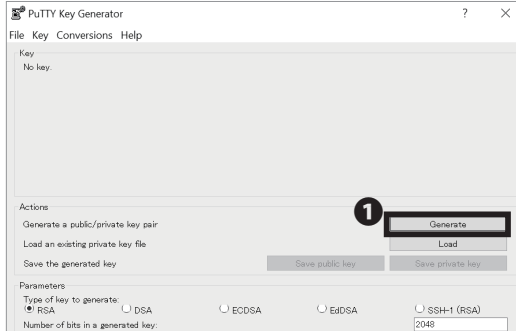 PuTTY Key Generator ?
File Key Conversions Help
Key
No key.
Actions
Generate a public/private key pair ❶ Generate
Load an existing private key file Load
Save the generated key Save public key Save private key
Parameters
Type of key to generate:
RSA DSA ECDSA EdDSA SSH-1 (RSA)
Number of bits in a generated key: 2048